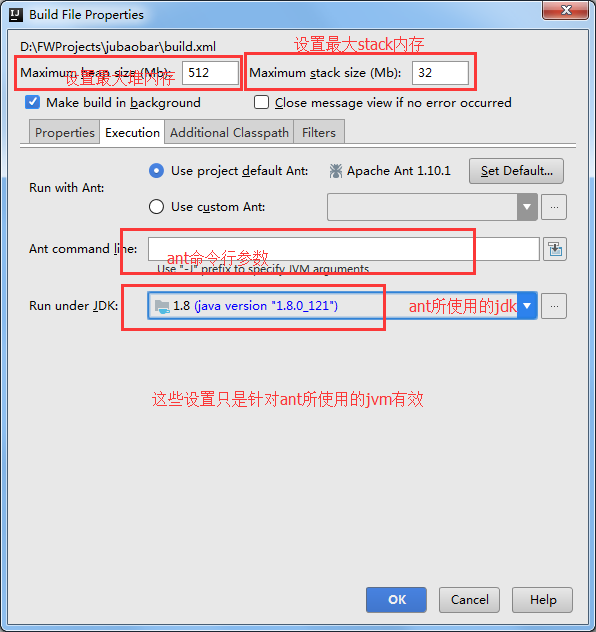 Build File Properties
D:\FWProjects\jubaobar\build.xml
设置最大stack内存
Maximum heap size (Mb): 512 Maximum stack size (Mb): 32
设置最大堆内存
Make build in background Close message view if no error occurred
Properties Execution Additional Classpath Filters
Run with Ant: Use project default Ant: Apache Ant 1.10.1 Set Default...
Use custom Ant: ...
Ant command line:
ant命令行参数
Use "-J" prefix to specify JVM arguments
Run under JDK: 1.8 (java version "1.8.0_121") ant所使用的jdk ...
这些设置只是针对ant所使用的jvm有效
OK Cancel Help